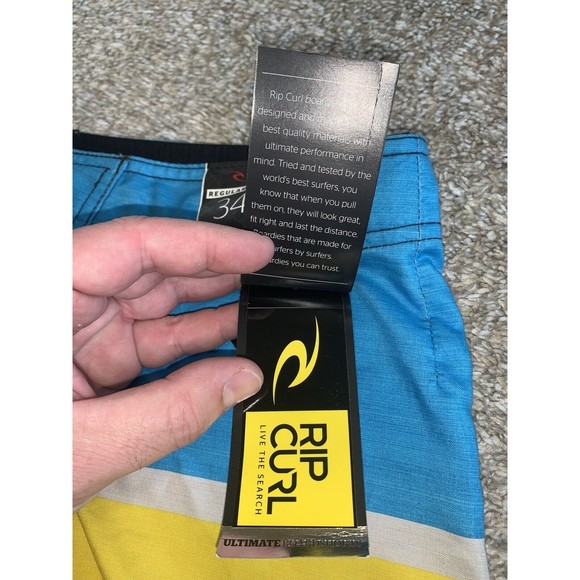 Rip Curl
designed and
best quality materials with
ultimate performance in
mind. Tried and tested by the
world's best surfers, you
know that when you pull
them on, they will look great,
fit right and last the distance.
Boardies that are made for
surfers by surfers.
you can trust.
REGULAR
34
RIP
CURL
LIVE THE SEARCH
ULTIMATE